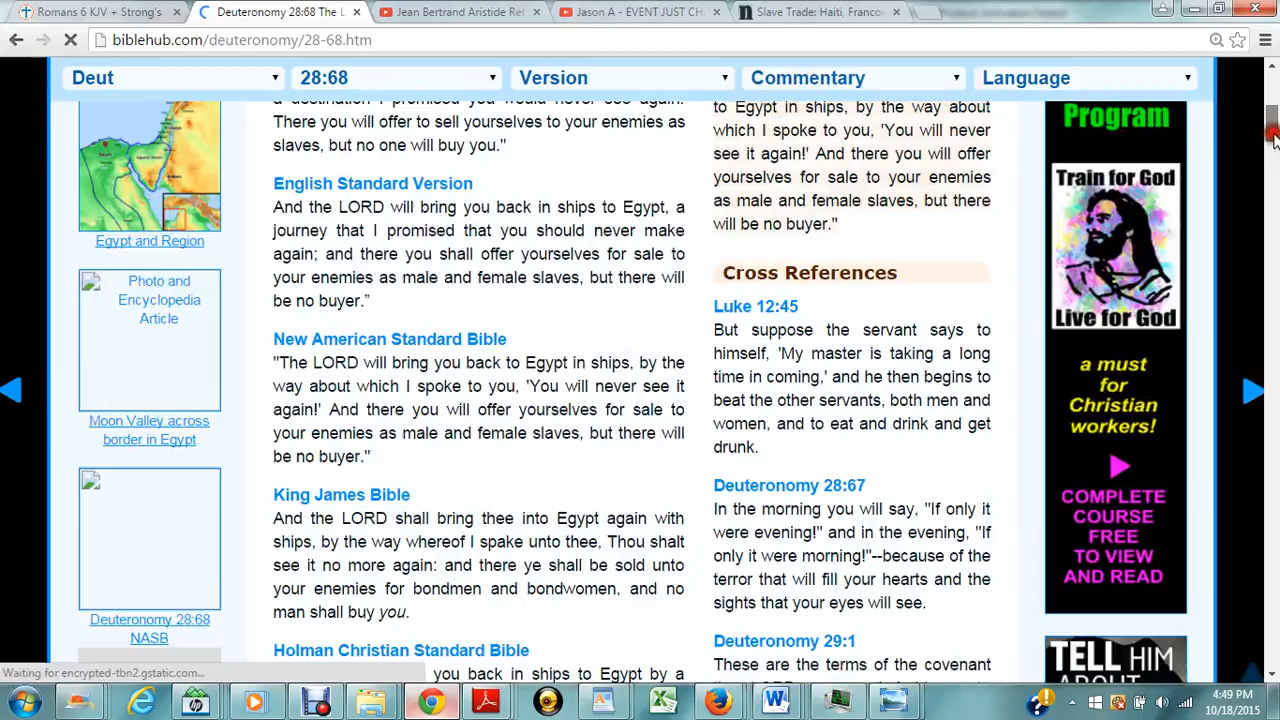 Romans 6 KJV + Strong's
Deuteronomy 28:68 The L
Jean Bertrand Aristide Ret
Jason A - EVENT JUST CH
Slave Trade: Haiti, Franco
biblehub.com/deuteronomy/28-68.htm
Deut
28:68
Version
Commentary
Language
Egypt and Region
Photo and
Encyclopedia
Article
Moon Valley across
border in Egypt
Deuteronomy 28:68
NASB
a destination I promised you would never see again.
There you will offer to sell yourselves to your enemies as
slaves, but no one will buy you."
English Standard Version
And the LORD will bring you back in ships to Egypt, a
journey that I promised that you should never make
again; and there you shall offer yourselves for sale to
your enemies as male and female slaves, but there will
be no buyer.”
New American Standard Bible
"The LORD will bring you back to Egypt in ships, by the
way about which I spoke to you, 'You will never see it
again!' And there you will offer yourselves for sale to
your enemies as male and female slaves, but there will
be no buyer."
King James Bible
And the LORD shall bring thee into Egypt again with
ships, by the way whereof I spake unto thee, Thou shalt
see it no more again: and there ye shall be sold unto
your enemies for bondmen and bondwomen, and no
man shall buy you.
Holman Christian Standard Bible
you back in ships to Egypt by a
to Egypt in ships, by the way about
which I spoke to you, 'You will never
see it again!' And there you will offer
yourselves for sale to your enemies
as male and female slaves, but there
will be no buyer."
Cross References
Luke 12:45
But suppose the servant says to
himself, 'My master is taking a long
time in coming,' and he then begins to
beat the other servants, both men and
women, and to eat and drink and get
drunk.
Deuteronomy 28:67
In the morning you will say, "If only it
were evening!" and in the evening, "If
only it were morning!"--because of the
terror that will fill your hearts and the
sights that your eyes will see.
Deuteronomy 29:1
These are the terms of the covenant
Program
Train for God
Live for God
a must
for
Christian
workers!
COMPLETE
COURSE
FREE
TO VIEW
AND READ
TELL HIM
ABOUT
Waiting for encrypted-tbn2.gstatic.com...
4:49 PM
10/18/2015